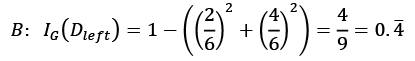 B: I_G(D_left) = 1 − ((2/6)² + (4/6)²) = 4/9 = 0.4̅